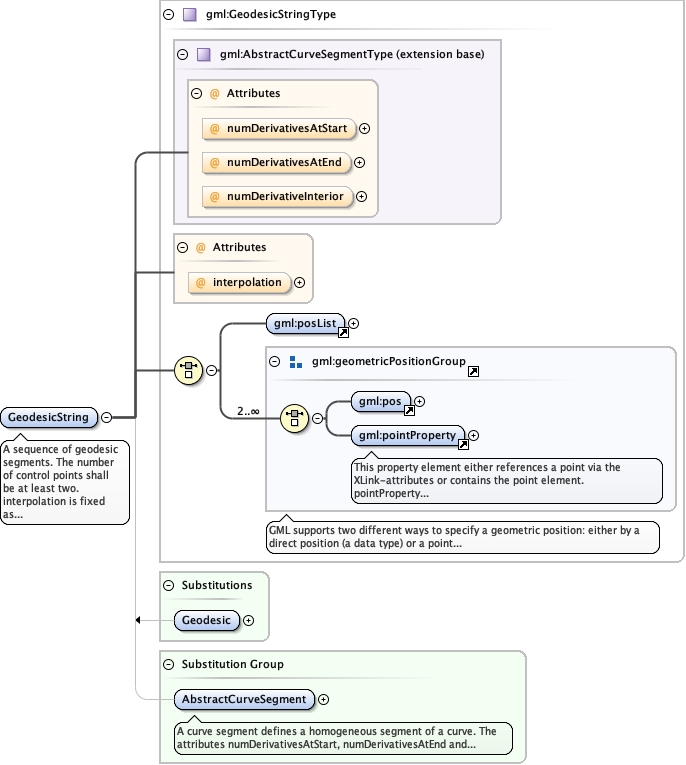 gml:GeodesicStringType
gml:AbstractCurveSegmentType (extension base)
@ Attributes
@ numDerivativesAtStart
@ numDerivativesAtEnd
@ numDerivativeInterior
@ Attributes
@ interpolation
gml:posList
gml:geometricPositionGroup
2..∞
gml:pos
gml:pointProperty
This property element either references a point via the
XLink-attributes or contains the point element.
pointProperty...
GML supports two different ways to specify a geometric position: either by a
direct position (a data type) or a point...
GeodesicString
A sequence of geodesic
segments. The number
of control points shall
be at least two.
interpolation is fixed
as...
Substitutions
Geodesic
Substitution Group
AbstractCurveSegment
A curve segment defines a homogeneous segment of a curve. The
attributes numDerivativesAtStart, numDerivativesAtEnd and...